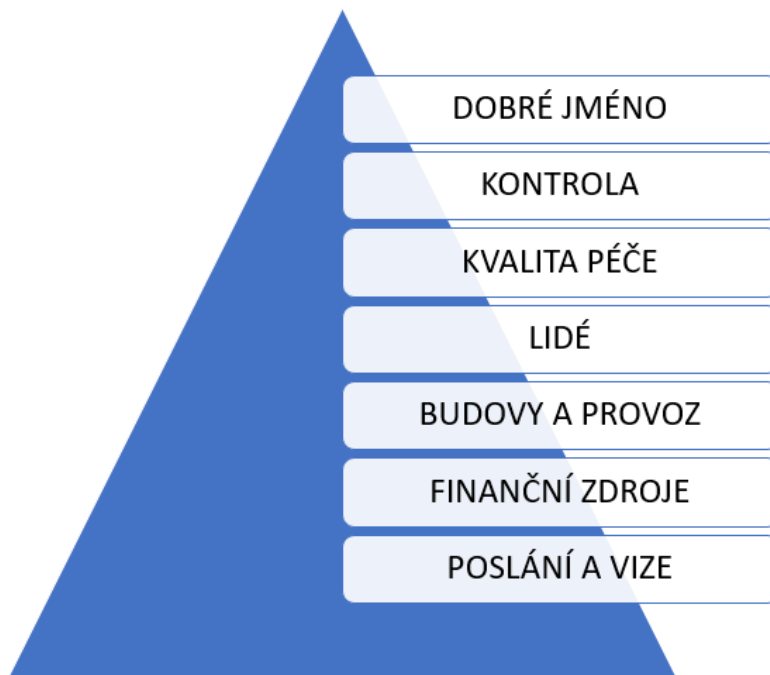 DOBRÉ JMÉNO
KONTROLA
KVALITA PÉČE
LIDÉ
BUDOVY A PROVOZ
FINANČNÍ ZDROJE
POSLÁNÍ A VIZE